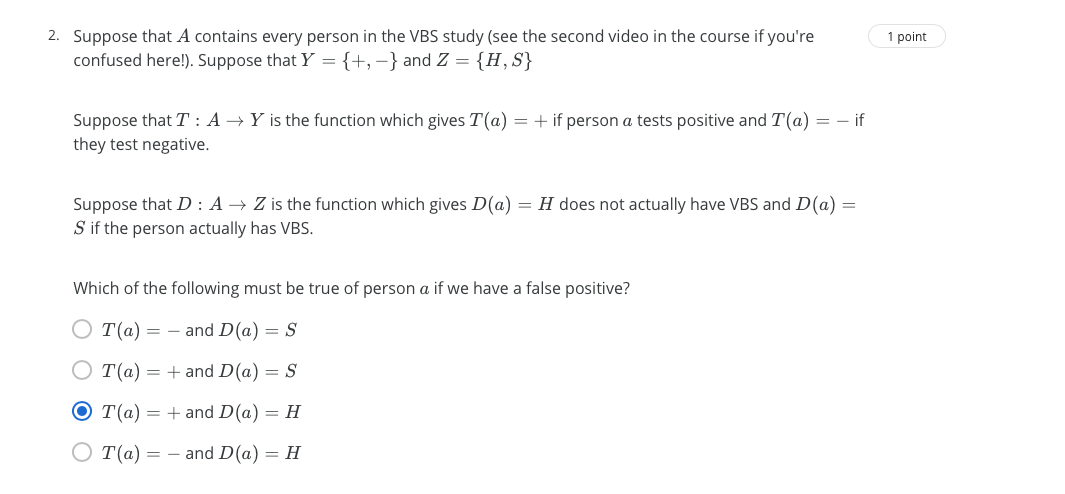 2. Suppose that A contains every person in the VBS study (see the second video in the course if you're
1 point
confused here!). Suppose that Y = {+, −} and Z = {H, S}
Suppose that T : A → Y is the function which gives T(a) = + if person a tests positive and T(a) = − if
they test negative.
Suppose that D : A → Z is the function which gives D(a) = H does not actually have VBS and D(a) =
S if the person actually has VBS.
Which of the following must be true of person a if we have a false positive?
T(a) = − and D(a) = S
T(a) = + and D(a) = S
T(a) = + and D(a) = H
T(a) = − and D(a) = H